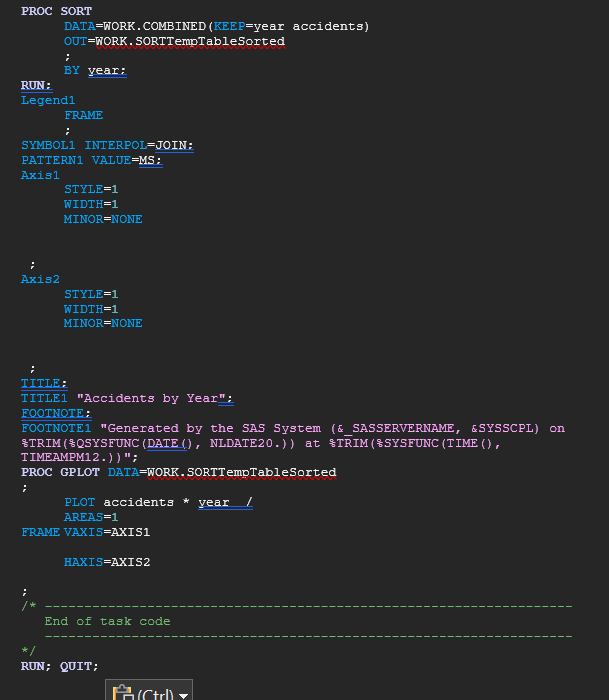 PROC SORT
DATA=WORK.COMBINED(KEEP=year accidents)
OUT=WORK.SORTTempTableSorted
;
BY year;
RUN;
Legend1
FRAME
;
SYMBOL1 INTERPOL=JOIN;
PATTERN1 VALUE=MS;
Axis1
STYLE=1
WIDTH=1
MINOR=NONE
;
Axis2
STYLE=1
WIDTH=1
MINOR=NONE
;
TITLE;
TITLE1 "Accidents by Year";
FOOTNOTE;
FOOTNOTE1 "Generated by the SAS System (&_SASSERVERNAME, &SYSSCPL) on
%TRIM(%QSYSFUNC(DATE(), NLDATE20.)) at %TRIM(%SYSFUNC(TIME(),
TIMEAMPM12.))";
PROC GPLOT DATA=WORK.SORTTempTableSorted
;
PLOT accidents * year /
AREAS=1
FRAME VAXIS=AXIS1
HAXIS=AXIS2
;
/* -------------------------------------------------------------------
End of task code
-------------------------------------------------------------------
*/
RUN; QUIT;
(Ctrl)